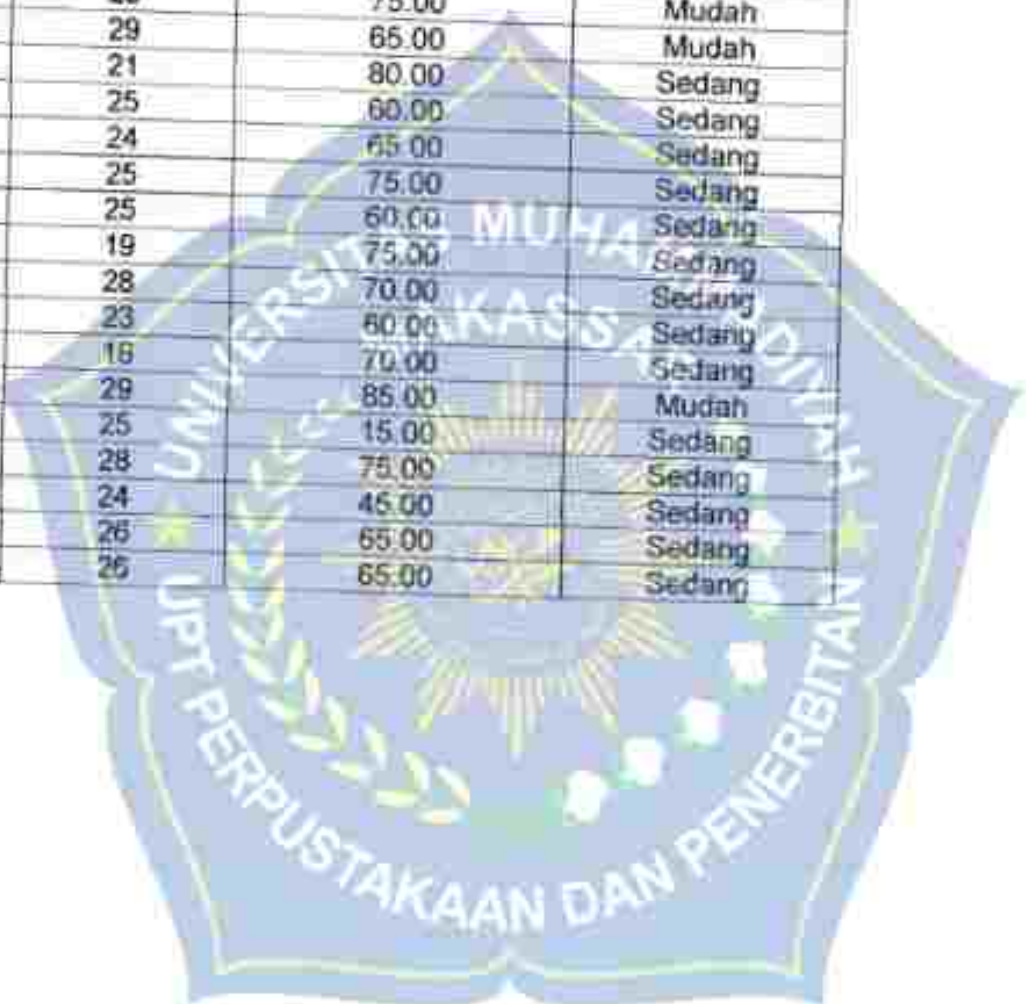 75.00 Mudah
29 65.00 Mudah
21 80.00 Sedang
25 60.00 Sedang
24 65.00 Sedang
25 75.00 Sedang
25 60.00 Sedang
19 75.00 Sedang
28 70.00 Sedang
23 60.00 Sedang
70.00 Sedang
29 85.00 Mudah
25 15.00 Sedang
28 75.00 Sedang
24 45.00 Sedang
26 65.00 Sedang
26 65.00 Sedang
UNIVERSITAS MUHAMMADIYAH
MAKASSAR
UPT PERPUSTAKAAN DAN PENERBITAN